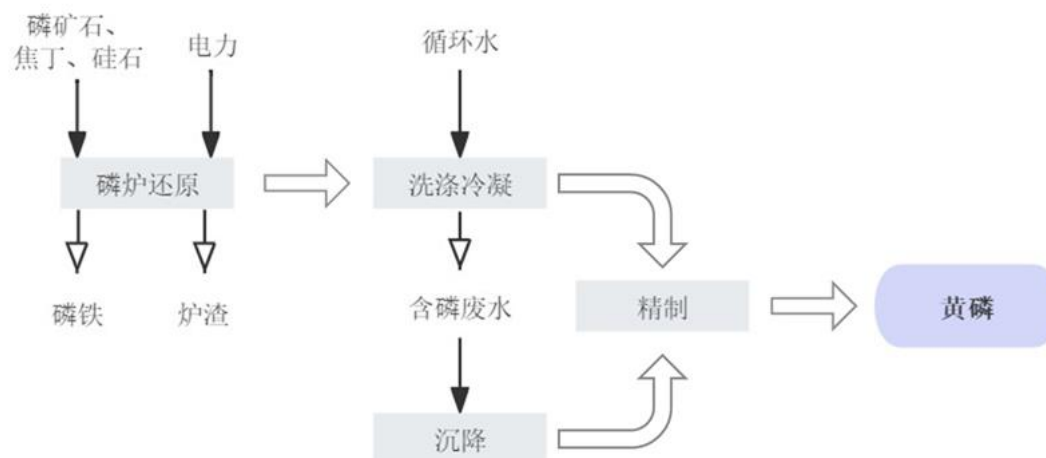 磷矿石、
焦丁、硅石
电力
循环水
磷炉还原
洗涤冷凝
磷铁
炉渣
含磷废水
精制
黄磷
沉降